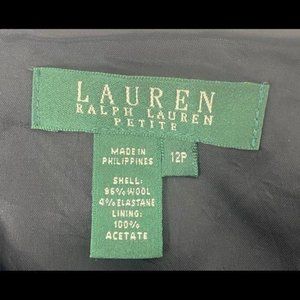 LAUREN
RALPH LAUREN
PETITE
MADE IN
PHILIPPINES
12P
SHELL:
96% WOOL
4% ELASTANE
LINING:
100%
ACETATE